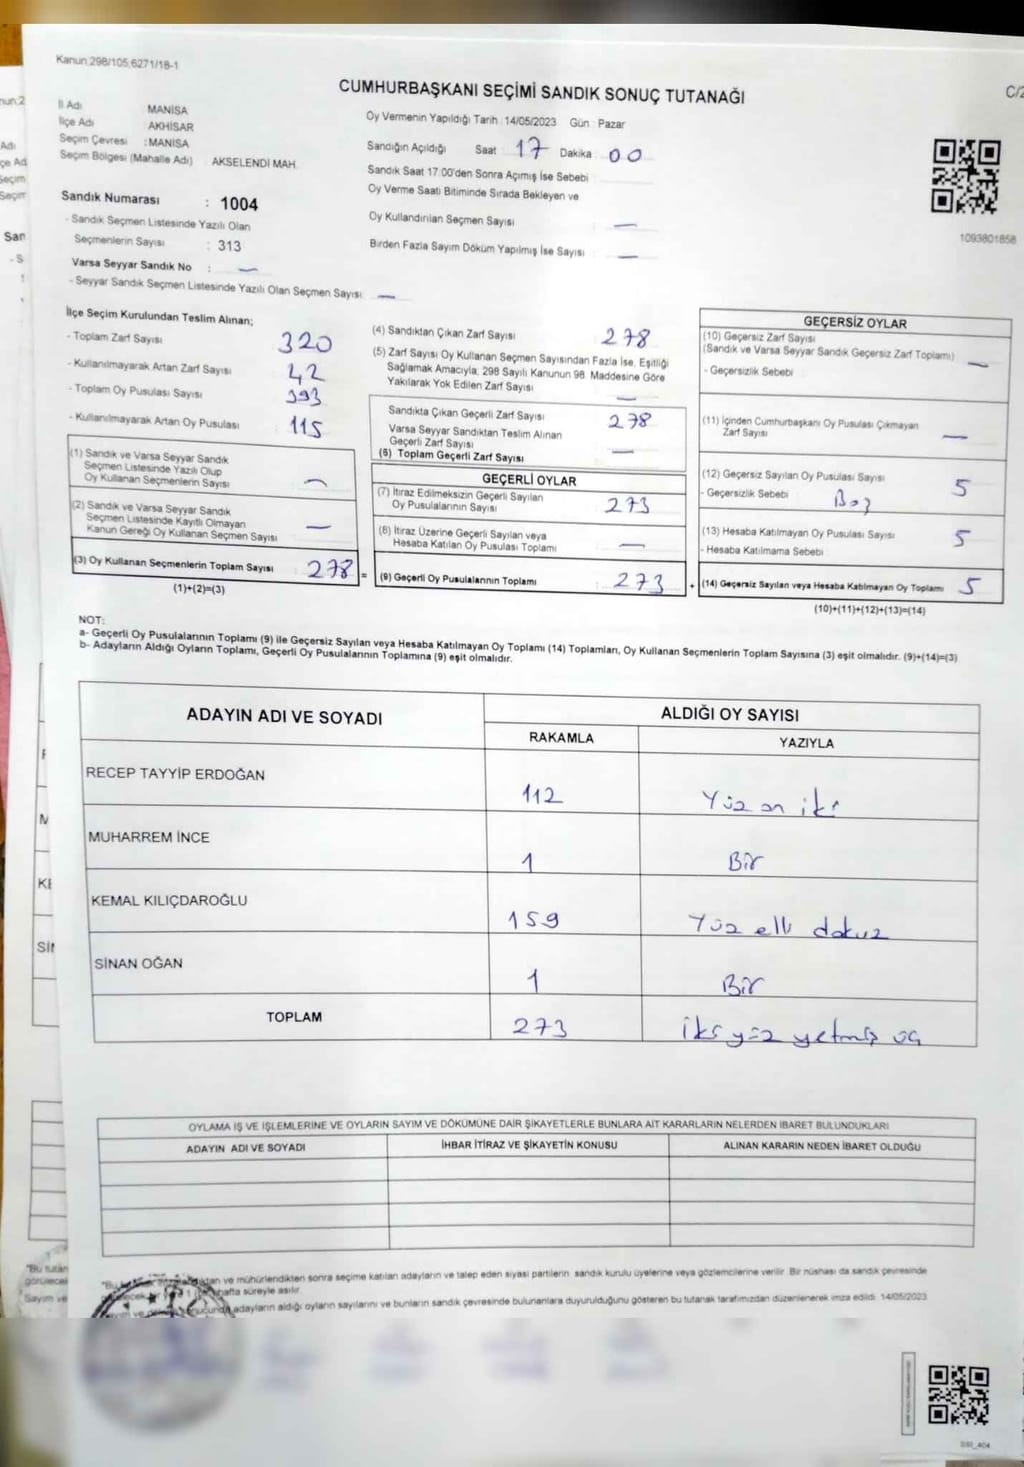 Kanun:298/105;6271/18-1
CUMHURBAŞKANI SEÇİMİ SANDIK SONUÇ TUTANAĞI
C/2
İl Adı MANİSA
İlçe Adı AKHİSAR
Seçim Çevresi : MANİSA
Seçim Bölgesi (Mahalle Adı) AKSELENDİ MAH.
Oy Vermenin Yapıldığı Tarih : 14/05/2023 Gün : Pazar
Sandığın Açıldığı Saat 17 Dakika : 00
Sandık Saat 17:00'den Sonra Açımış İse Sebebi :
Oy Verme Saati Bitiminde Sırada Bekleyen ve
Oy Kullandırılan Seçmen Sayısı : —
Birden Fazla Sayım Döküm Yapılmış İse Sayısı : —
1093801858
Sandık Numarası : 1004
- Sandık Seçmen Listesinde Yazılı Olan
Seçmenlerin Sayısı : 313
Varsa Seyyar Sandık No : —
- Seyyar Sandık Seçmen Listesinde Yazılı Olan Seçmen Sayısı : —
İlçe Seçim Kurulundan Teslim Alınan;
- Toplam Zarf Sayısı 320
- Kullanılmayarak Artan Zarf Sayısı : 42
- Toplam Oy Pusulası Sayısı : 393
- Kullanılmayarak Artan Oy Pusulası : 115
(1) Sandık ve Varsa Seyyar Sandık
Seçmen Listesinde Yazılı Olup
Oy Kullanan Seçmenlerin Sayısı : —
(2) Sandık ve Varsa Seyyar Sandık
Seçmen Listesinde Kayıtlı Olmayan
Kanun Gereği Oy Kullanan Seçmen Sayısı : —
(3) Oy Kullanan Seçmenlerin Toplam Sayısı : 278 =
(1)+(2)=(3)
(4) Sandıktan Çıkan Zarf Sayısı : 278
(5) Zarf Sayısı Oy Kullanan Seçmen Sayısından Fazla İse, Eşitliği
Sağlamak Amacıyla; 298 Sayılı Kanunun 98. Maddesine Göre
Yakılarak Yok Edilen Zarf Sayısı : —
Sandıkta Çıkan Geçerli Zarf Sayısı : 278
Varsa Seyyar Sandıktan Teslim Alınan
Geçerli Zarf Sayısı : —
(6) Toplam Geçerli Zarf Sayısı
GEÇERLİ OYLAR
(7) İtiraz Edilmeksizin Geçerli Sayılan
Oy Pusulalarının Sayısı : 273
(8) İtiraz Üzerine Geçerli Sayılan veya
Hesaba Katılan Oy Pusulası Toplamı : —
(9) Geçerli Oy Pusulalarının Toplamı : 273 +
GEÇERSİZ OYLAR
(10) Geçersiz Zarf Sayısı
(Sandık ve Varsa Seyyar Sandık Geçersiz Zarf Toplamı) : —
- Geçersizlik Sebebi
(11) İçinden Cumhurbaşkanı Oy Pusulası Çıkmayan
Zarf Sayısı : —
(12) Geçersiz Sayılan Oy Pusulası Sayısı : 5
- Geçersizlik Sebebi
(13) Hesaba Katılmayan Oy Pusulası Sayısı : 5
- Hesaba Katılmama Sebebi
(14) Geçersiz Sayılan veya Hesaba Katılmayan Oy Toplamı : 5
(10)+(11)+(12)+(13)=(14)
NOT:
a- Geçerli Oy Pusulalarının Toplamı (9) ile Geçersiz Sayılan veya Hesaba Katılmayan Oy Toplamı (14) Toplamları, Oy Kullanan Seçmenlerin Toplam Sayısına (3) eşit olmalıdır. (9)+(14)=(3)
b- Adayların Aldığı Oyların Toplamı, Geçerli Oy Pusulalarının Toplamına (9) eşit olmalıdır.
ADAYIN ADI VE SOYADI
ALDIĞI OY SAYISI
RAKAMLA YAZIYLA
RECEP TAYYİP ERDOĞAN 112 Yüz on iki
MUHARREM İNCE 1 Bir
KEMAL KILIÇDAROĞLU 159 Yüz elli dokuz
SİNAN OĞAN 1 Bir
TOPLAM 273 iki yüz yetmiş üç
OYLAMA İŞ VE İŞLEMLERİNE VE OYLARIN SAYIM VE DÖKÜMÜNE DAİR ŞİKAYETLERLE BUNLARA AİT KARARLARIN NELERDEN İBARET BULUNDUKLARI
ADAYIN ADI VE SOYADI İHBAR İTİRAZ VE ŞİKAYETİN KONUSU ALINAN KARARIN NEDEN İBARET OLDUĞU
ve mühürlendikten sonra seçime katılan adayların ve talep eden siyasi partilerin sandık kurulu üyelerine veya gözlemcilerine verilir. Bir nüshası da sandık çevresinde
hafta süreyle asılır.
adayların aldığı oyların sayılarını ve bunların sandık çevresinde bulunanlara duyurulduğunu gösteren bu tutanak tarafımızdan düzenlenerek imza edildi. 14/05/2023